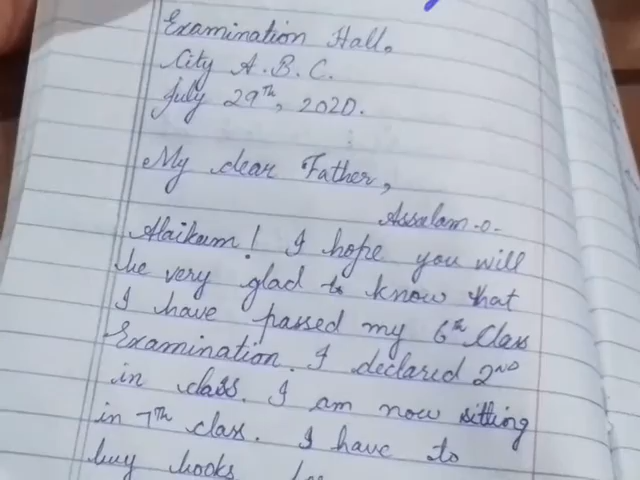 Examination Hall.
City A.B.C.
July 29th, 2020.
My dear Father,
Assalam-o-
Alaikum! I hope you will
be very glad to know that
I have passed my 6th Class
Examination. I declared 2nd
in class. I am now sitting
in 7th class. I have to
buy books